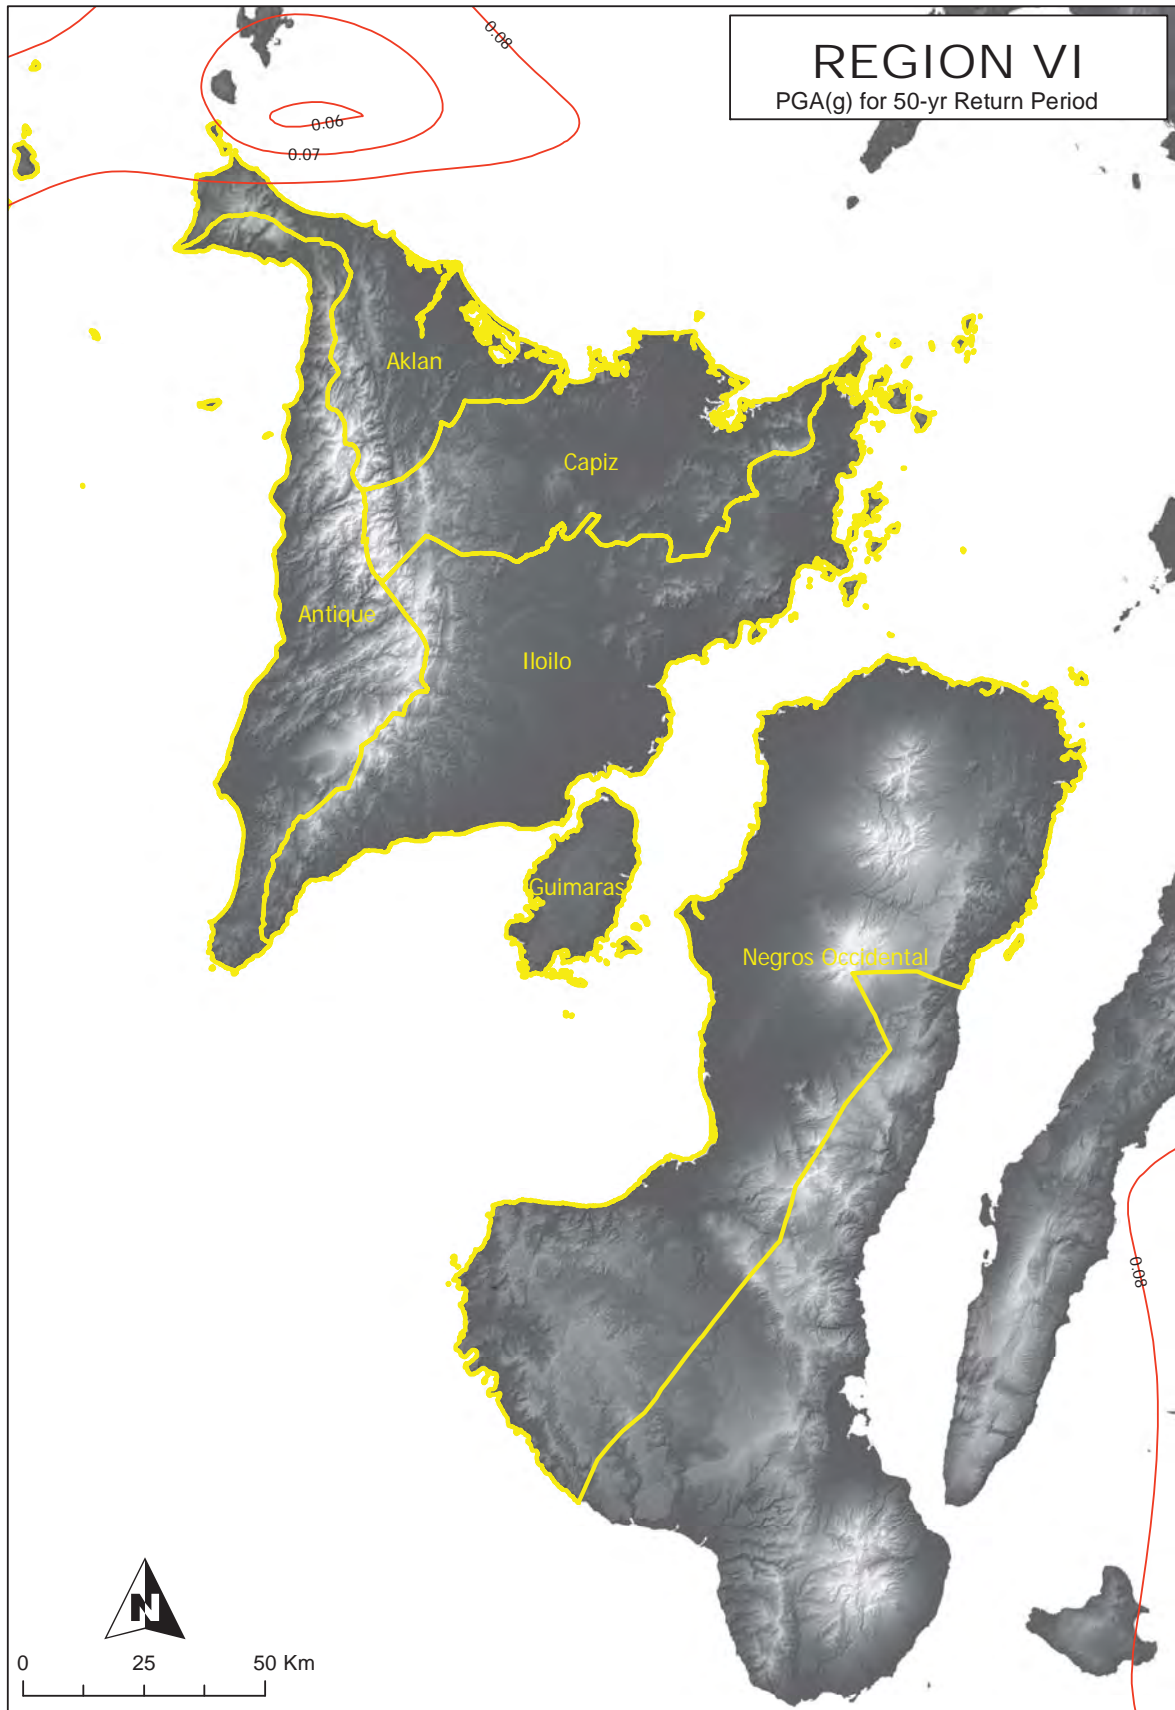 REGION VI
PGA(g) for 50-yr Return Period
0.08
0.06
0.07
Aklan
Capiz
Antique
Iloilo
Guimaras
Negros Occidental
0.08
N
0 25 50 Km